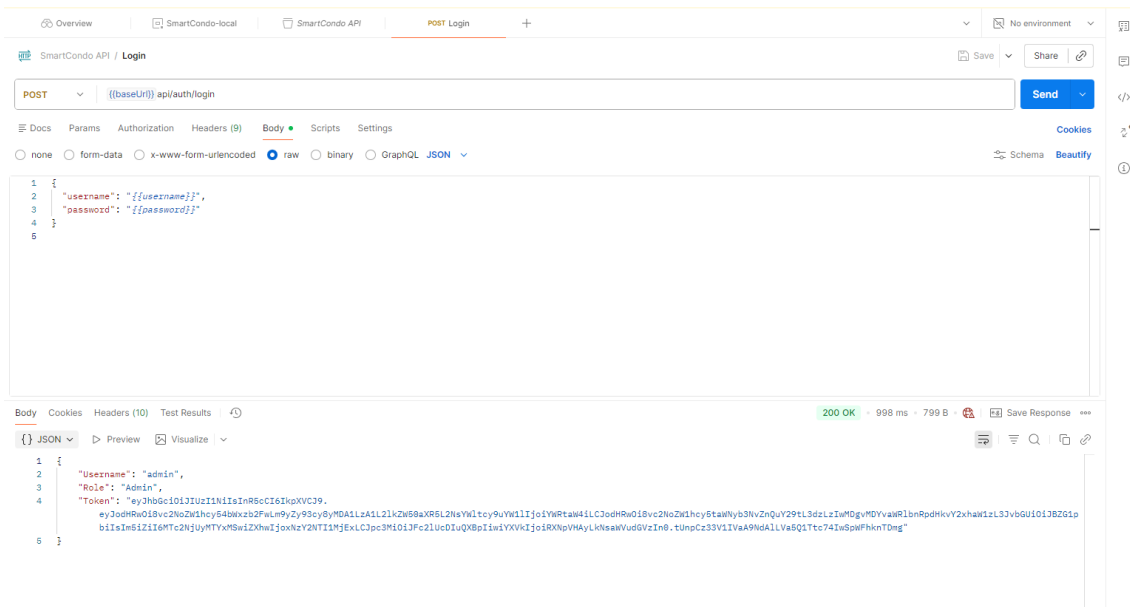 Overview
SmartCondo-local
SmartCondo API
POST Login
No environment
HTTP SmartCondo API / Login
Save
Share
POST {{baseUrl}} api/auth/login
Send
Docs Params Authorization Headers (9) Body Scripts Settings
Cookies
none form-data x-www-form-urlencoded raw binary GraphQL JSON
Schema Beautify
1 {
2 "username": "{{username}}",
3 "password": "{{password}}"
4 }
5
Body Cookies Headers (10) Test Results
200 OK • 998 ms • 799 B
Save Response
{} JSON Preview Visualize
1 {
2 "Username": "admin",
3 "Role": "Admin",
4 "Token": "eyJhbGciOiJIUzI1NiIsInR5cCI6IkpXVCJ9.
5 }